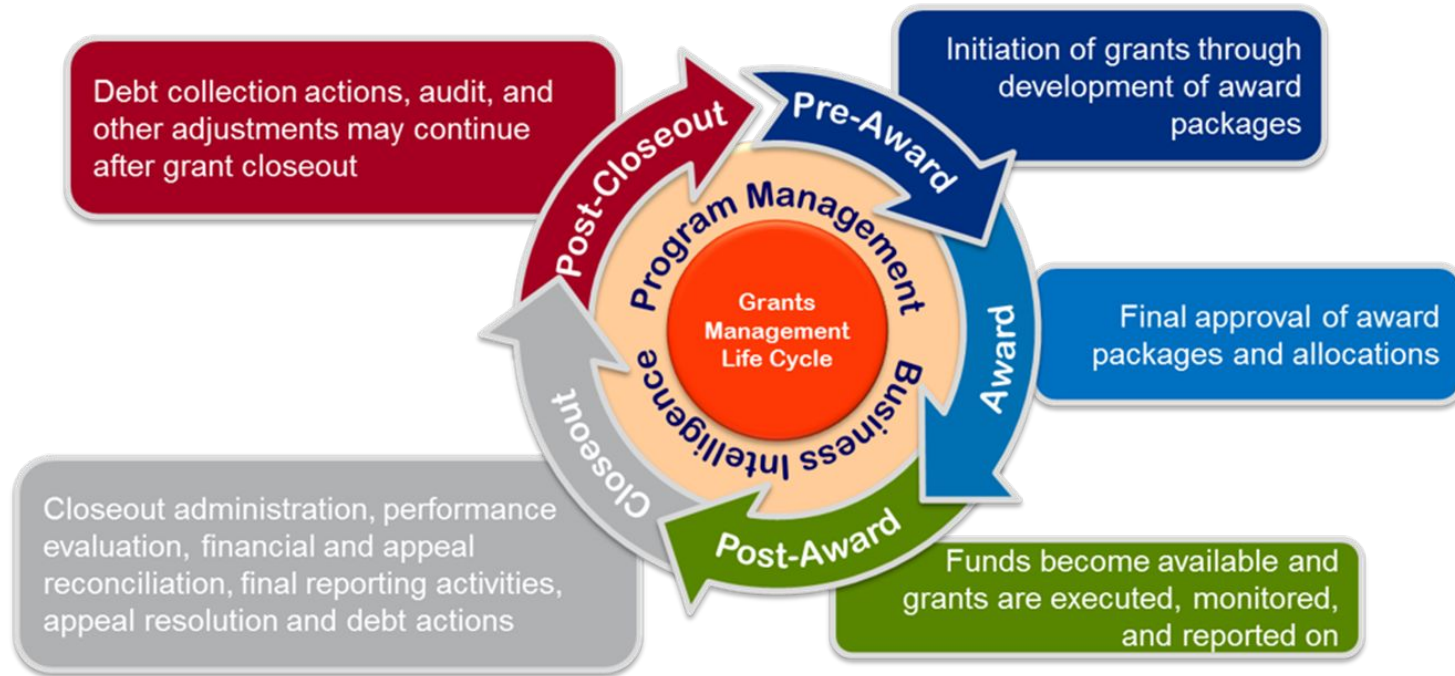 Debt collection actions, audit, and
other adjustments may continue
after grant closeout
Initiation of grants through
development of award
packages
Final approval of award
packages and allocations
Funds become available and
grants are executed, monitored,
and reported on
Closeout administration, performance
evaluation, financial and appeal
reconciliation, final reporting activities,
appeal resolution and debt actions
Pre-Award
Award
Post-Award
Closeout
Post-Closeout
Program Management
Business Intelligence
Grants
Management
Life Cycle